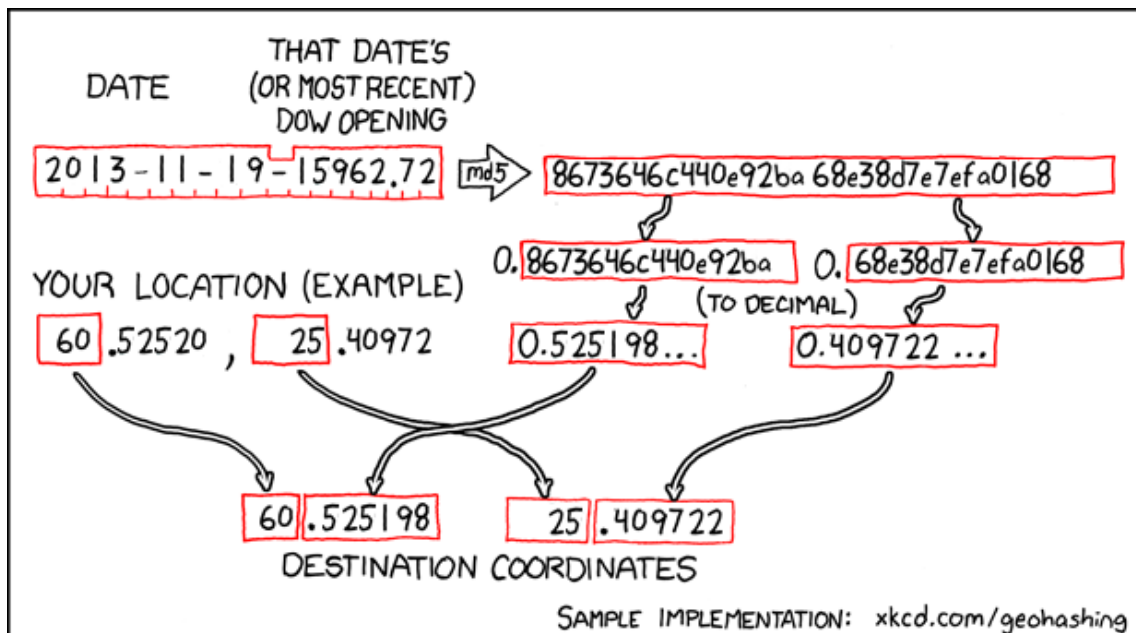 DATE
THAT DATE'S
(OR MOST RECENT)
DOW OPENING
2013-11-19-15962.72
md5
8673646c440e92ba68e38d7e7efa0168
0.8673646c440e92ba
0.68e38d7e7efa0168
YOUR LOCATION (EXAMPLE)
(TO DECIMAL)
60.52520, 25.40972
0.525198...
0.409722...
60.525198
25.409722
DESTINATION COORDINATES
SAMPLE IMPLEMENTATION: xkcd.com/geohashing